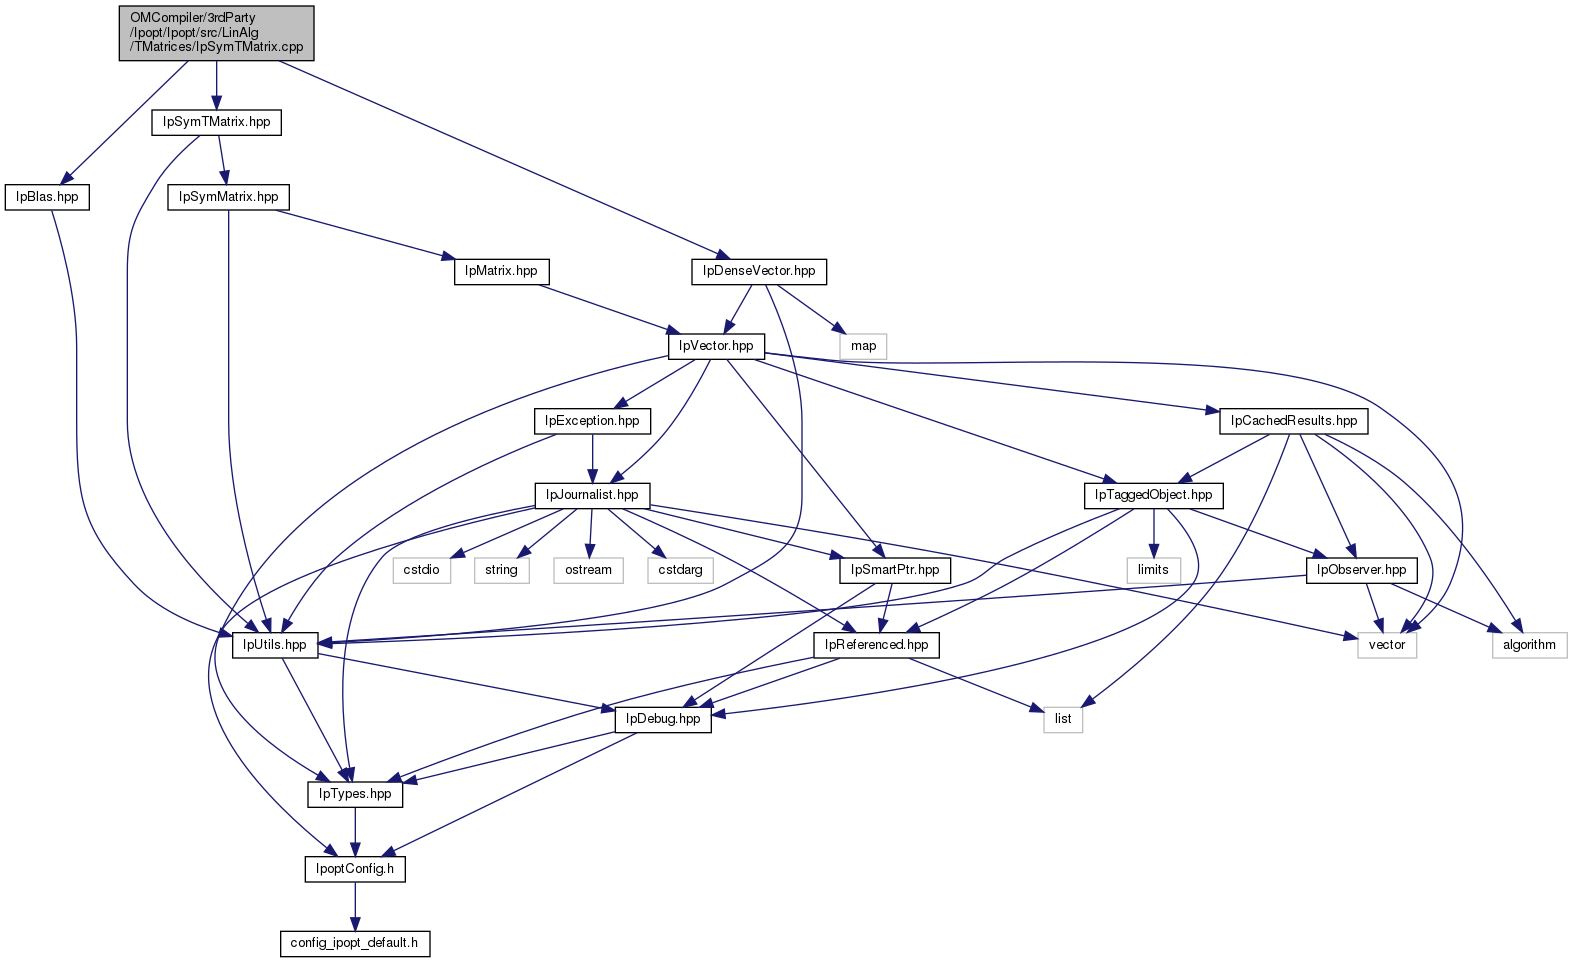 OMCompiler/3rdParty
/Ipopt/Ipopt/src/LinAlg
/TMatrices/IpSymTMatrix.cpp
IpSymTMatrix.hpp
IpBlas.hpp
IpSymMatrix.hpp
IpMatrix.hpp
IpDenseVector.hpp
IpVector.hpp
map
IpException.hpp
IpCachedResults.hpp
IpJournalist.hpp
IpTaggedObject.hpp
cstdio
string
ostream
cstdarg
IpSmartPtr.hpp
limits
IpObserver.hpp
IpUtils.hpp
IpReferenced.hpp
vector
algorithm
IpDebug.hpp
list
IpTypes.hpp
IpoptConfig.h
config_ipopt_default.h